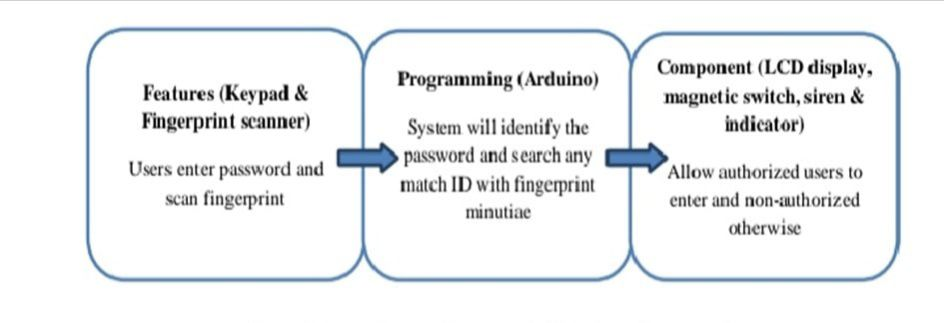 Features (Keypad &
Fingerprint scanner)
Users enter password and
scan fingerprint
Programming (Arduino)
System will identify the
password and search any
match ID with fingerprint
minutiae
Component (LCD display,
magnetic switch, siren &
indicator)
Allow authorized users to
enter and non-authorized
otherwise